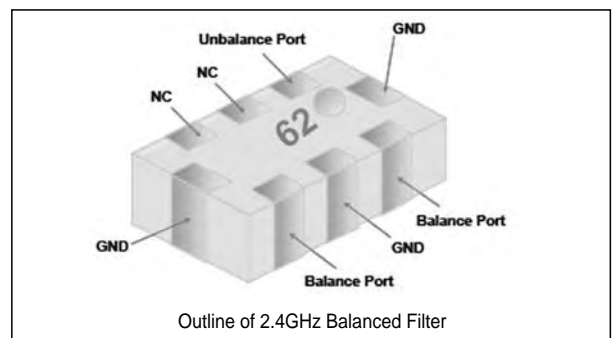 Unbalance Port
GND
NC
NC
62
Balance Port
GND
GND
Balance Port
Outline of 2.4GHz Balanced Filter